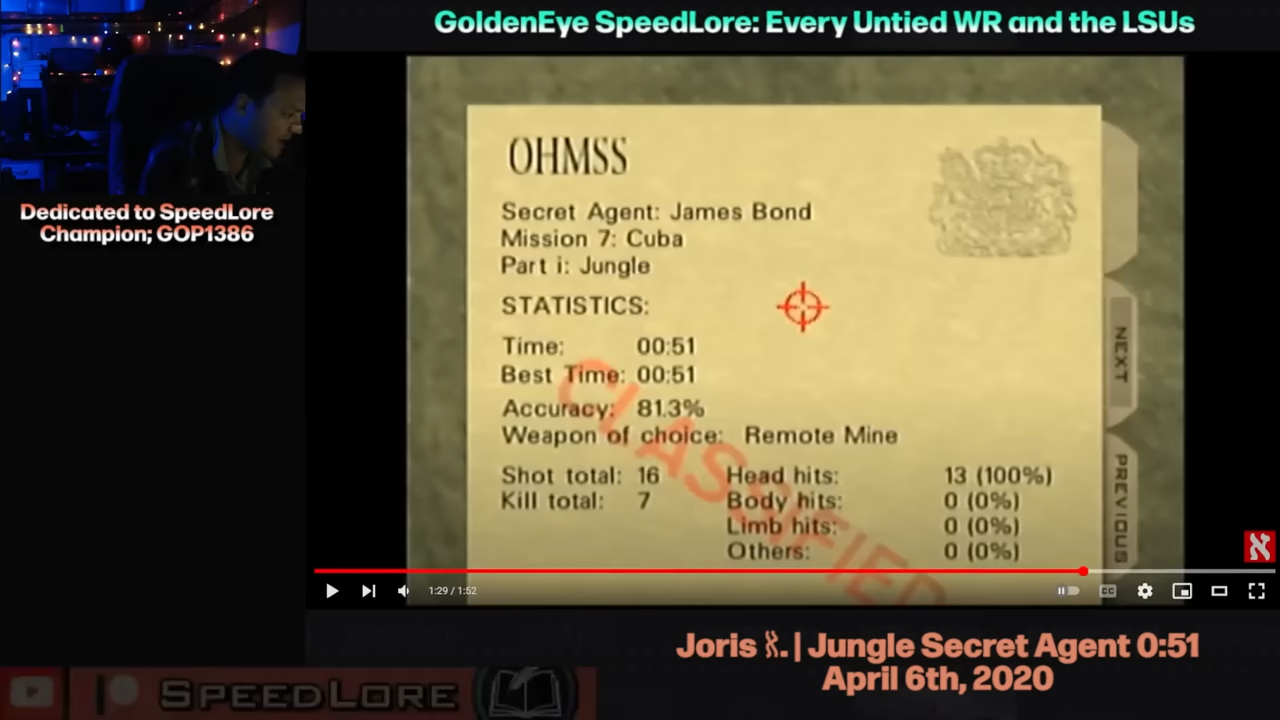 GoldenEye SpeedLore: Every Untied WR and the LSUs
Dedicated to SpeedLore
Champion; GOP1386
OHMSS
Secret Agent: James Bond
Mission 7: Cuba
Part i: Jungle
STATISTICS:
Time: 00:51
Best Time: 00:51
Accuracy: 81.3%
Weapon of choice: Remote Mine
Shot total: 16 Head hits: 13 (100%)
Kill total: 7 Body hits: 0 (0%)
Limb hits: 0 (0%)
Others: 0 (0%)
CLASSIFIED
NEXT
PREVIOUS
1:29 / 1:52
CC
Joris ℵ. | Jungle Secret Agent 0:51
April 6th, 2020
SPEEDLORE